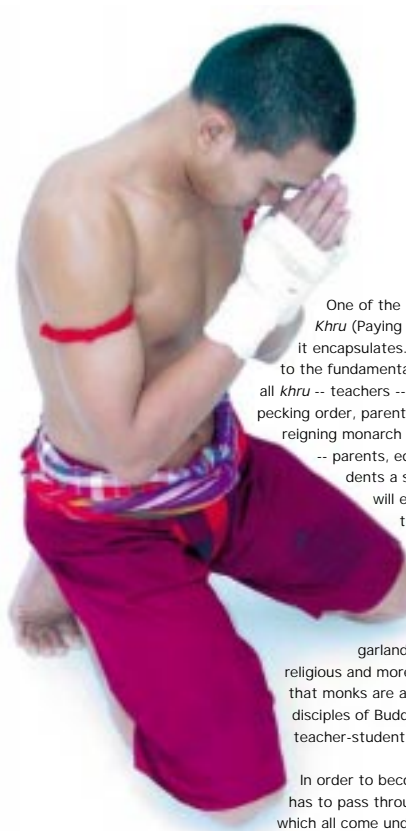 One of the
Khru (Paying
it encapsulates.
to the fundamenta
all khru -- teachers --
pecking order, parent
reigning monarch
-- parents, ec
dents a s
will e
t
garland
religious and more
that monks are a
disciples of Budd
teacher-student
In order to beco
has to pass throu
which all come und